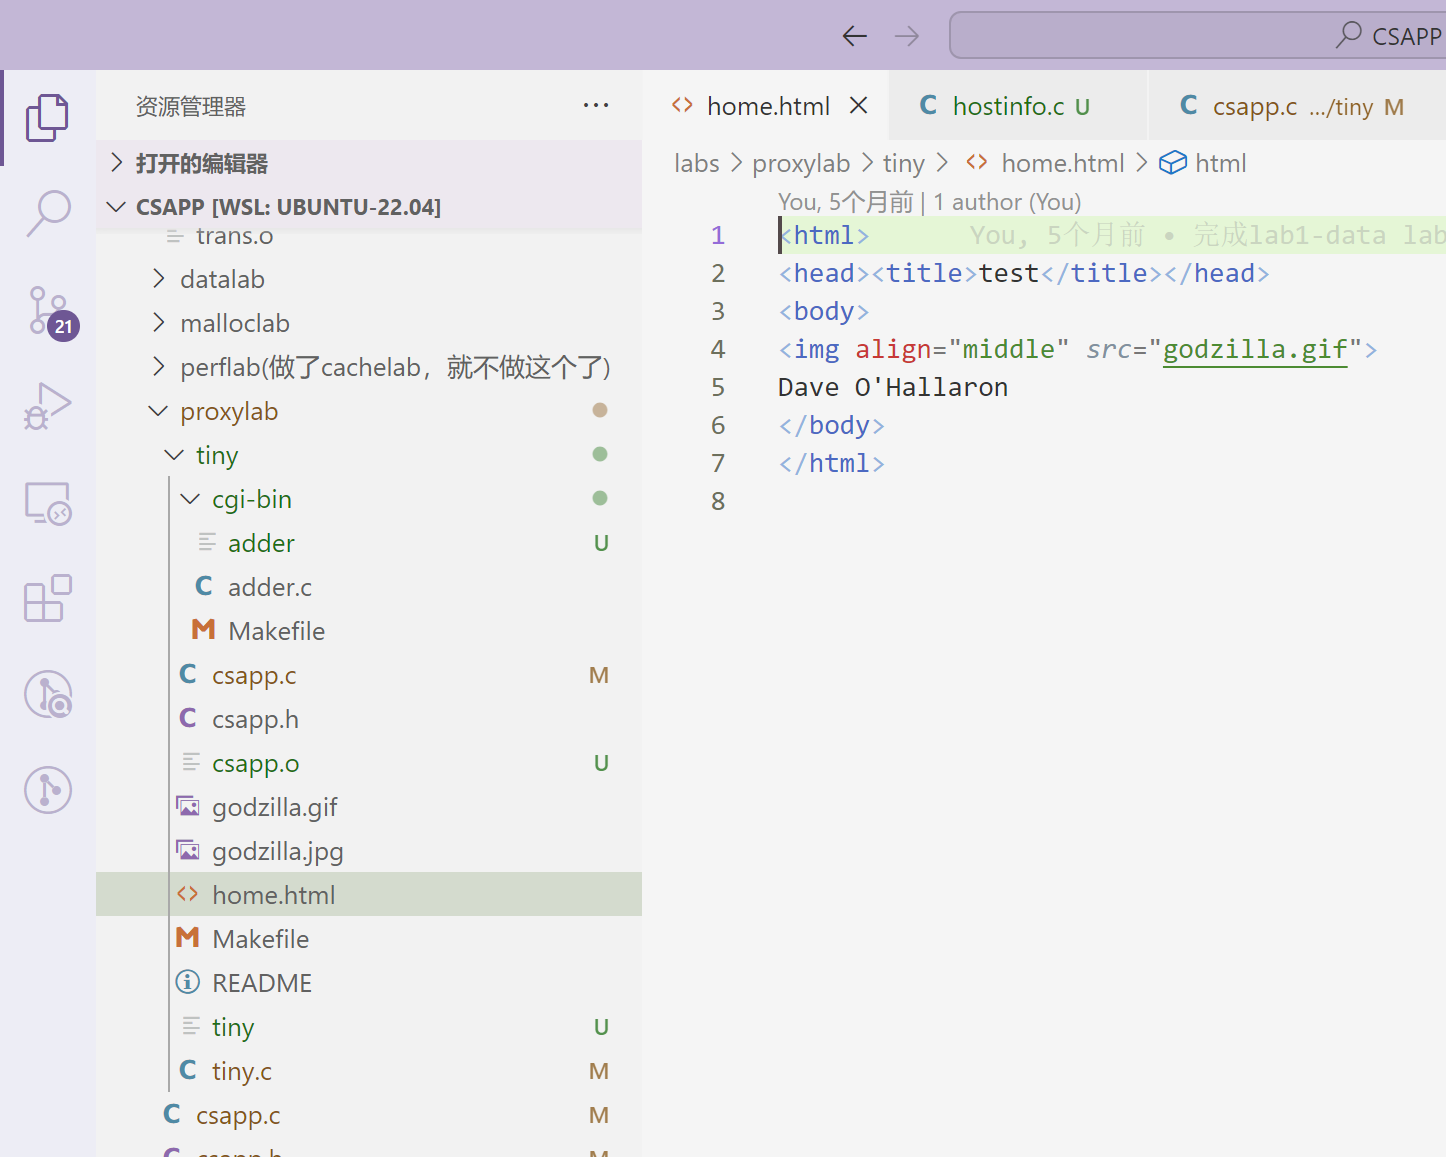 CSAPP
资源管理器 ···
打开的编辑器
CSAPP [WSL: UBUNTU-22.04]
trans.o
datalab
malloclab
perflab(做了cachelab，就不做这个了)
proxylab
tiny
cgi-bin
adder U
adder.c
Makefile
csapp.c M
csapp.h
csapp.o U
godzilla.gif
godzilla.jpg
home.html
Makefile
README
tiny U
tiny.c M
csapp.c M
csapp.h M
21
home.html
hostinfo.c U
csapp.c .../tiny M
labs > proxylab > tiny > home.html > html
You, 5个月前 | 1 author (You)
1 <html> You, 5个月前 • 完成lab1-data lab
2 <head><title>test</title></head>
3 <body>
4 <img align="middle" src="godzilla.gif">
5 Dave O'Hallaron
6 </body>
7 </html>
8